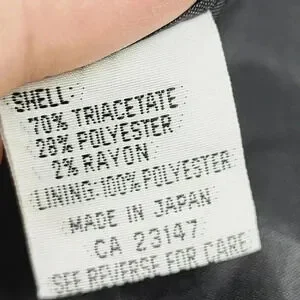 SHELL:
70% TRIACETATE
28% POLYESTER
2% RAYON
LINING: 100% POLYESTER
MADE IN JAPAN
CA 23147
SEE REVERSE FOR CARE